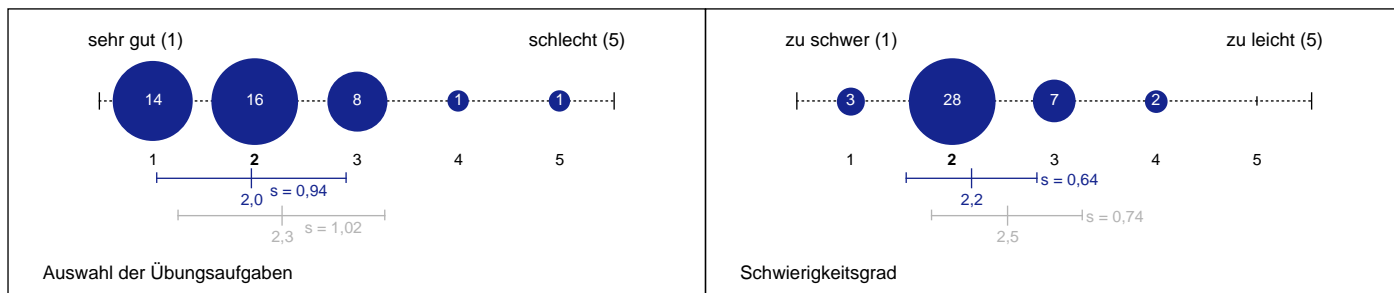 sehr gut (1) schlecht (5)
14 16 8 1 1
1 2 3 4 5
s = 0,94
2,0
s = 1,02
2,3
Auswahl der Übungsaufgaben
zu schwer (1) zu leicht (5)
3 28 7 2
1 2 3 4 5
s = 0,64
2,2
s = 0,74
2,5
Schwierigkeitsgrad